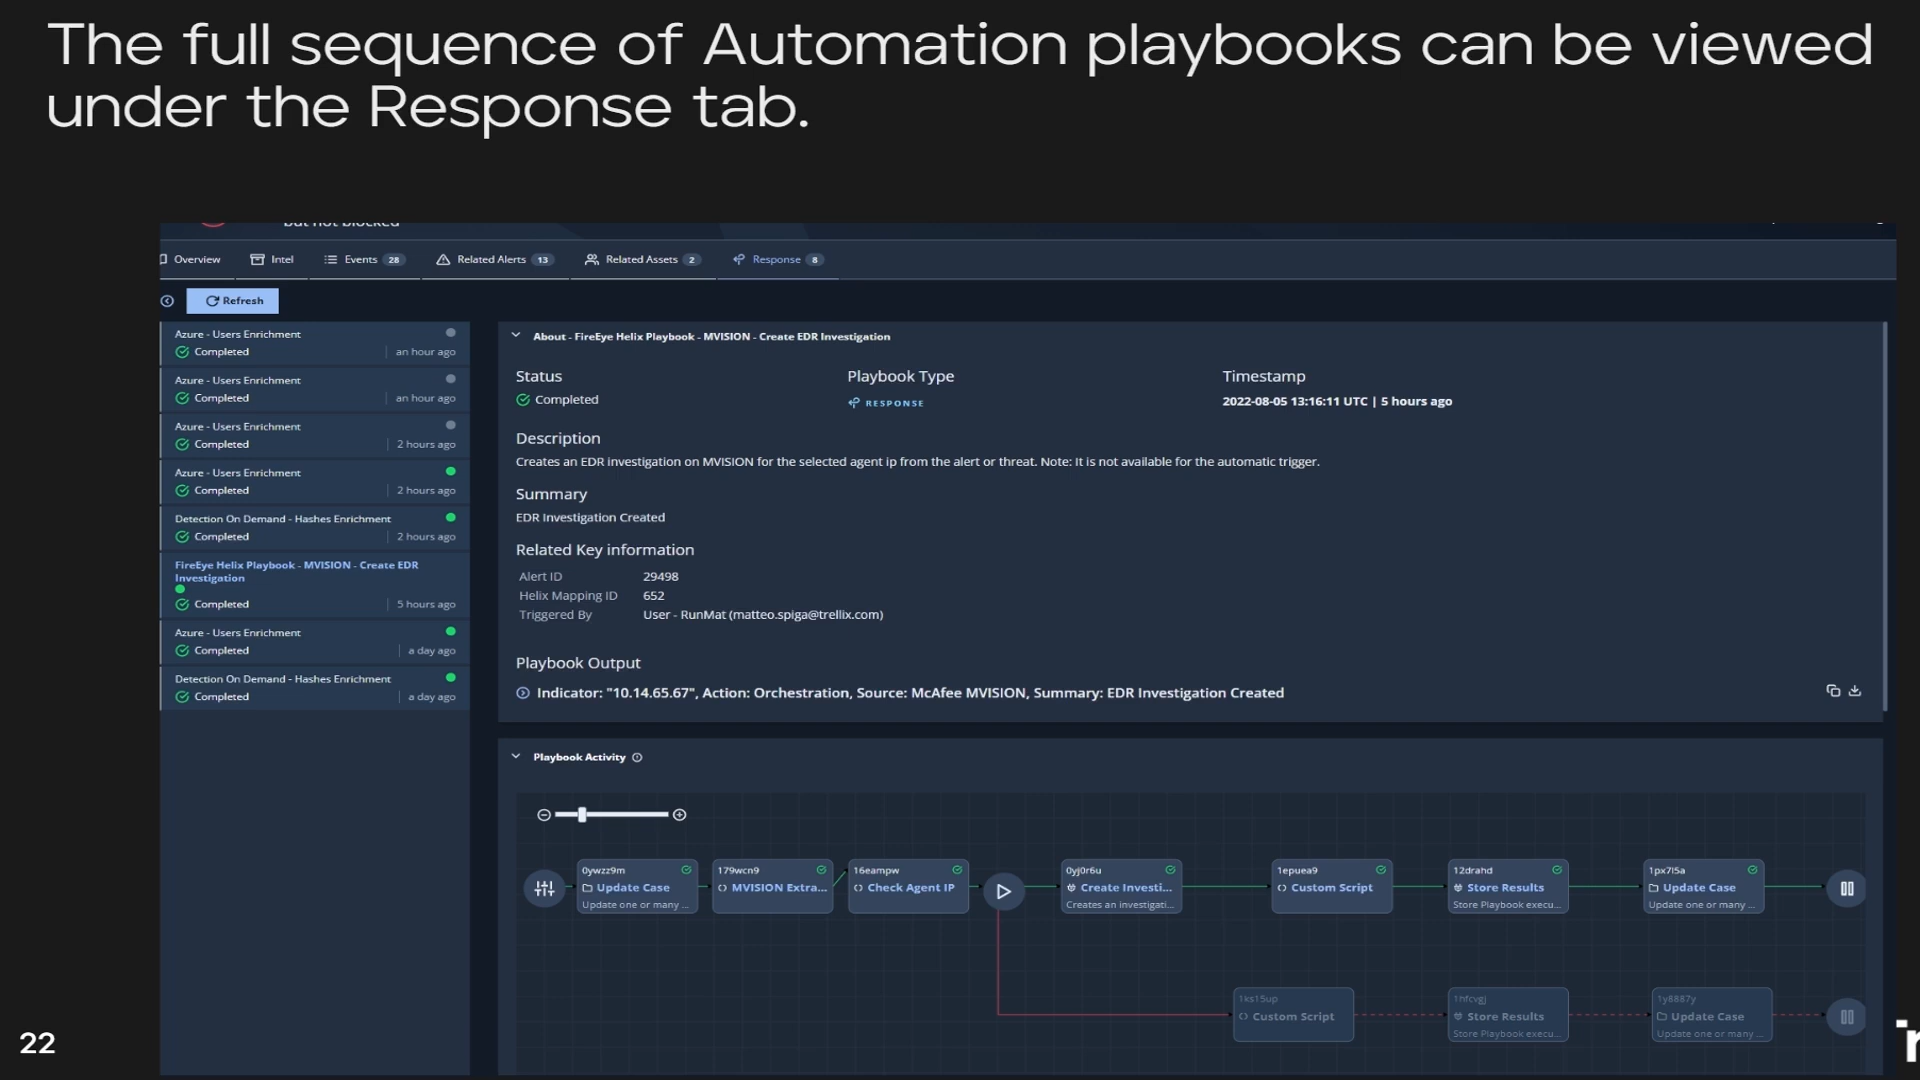 The full sequence of Automation playbooks can be viewed
under the Response tab.
but not blocked
Overview Intel Events 28 Related Alerts 13 Related Assets 2 Response 8
Refresh
Azure - Users Enrichment
Completed an hour ago
Azure - Users Enrichment
Completed an hour ago
Azure - Users Enrichment
Completed 2 hours ago
Azure - Users Enrichment
Completed 2 hours ago
Detection On Demand - Hashes Enrichment
Completed 2 hours ago
FireEye Helix Playbook - MVISION - Create EDR
Investigation
Completed 5 hours ago
Azure - Users Enrichment
Completed a day ago
Detection On Demand - Hashes Enrichment
Completed a day ago
About - FireEye Helix Playbook - MVISION - Create EDR Investigation
Status Playbook Type Timestamp
Completed RESPONSE 2022-08-05 13:16:11 UTC | 5 hours ago
Description
Creates an EDR investigation on MVISION for the selected agent ip from the alert or threat. Note: It is not available for the automatic trigger.
Summary
EDR Investigation Created
Related Key information
Alert ID 29498
Helix Mapping ID 652
Triggered By User - RunMat (matteo.spiga@trellix.com)
Playbook Output
Indicator: "10.14.65.67", Action: Orchestration, Source: McAfee MVISION, Summary: EDR Investigation Created
Playbook Activity
0ywzz9m 179wcn9 16eampw 0yj0r6u 1epuea9 12drahd 1px7l5a
Update Case MVISION Extra... Check Agent IP Create Investi... Custom Script Store Results Update Case
Update one or many ... Creates an investigati... Store Playbook execu... Update one or many ...
1ks15up 1hfcvgj 1y8887y
Custom Script Store Results Update Case
Store Playbook execu... Update one or many ...
22